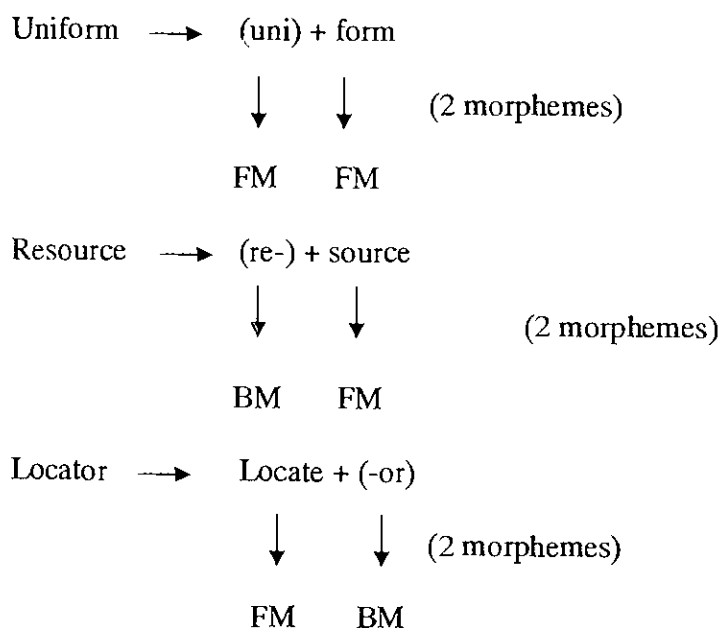 Uniform → (uni) + form
↓ ↓ (2 morphemes)
FM FM
Resource → (re-) + source
↓ ↓ (2 morphemes)
BM FM
Locator → Locate + (-or)
↓ ↓ (2 morphemes)
FM BM